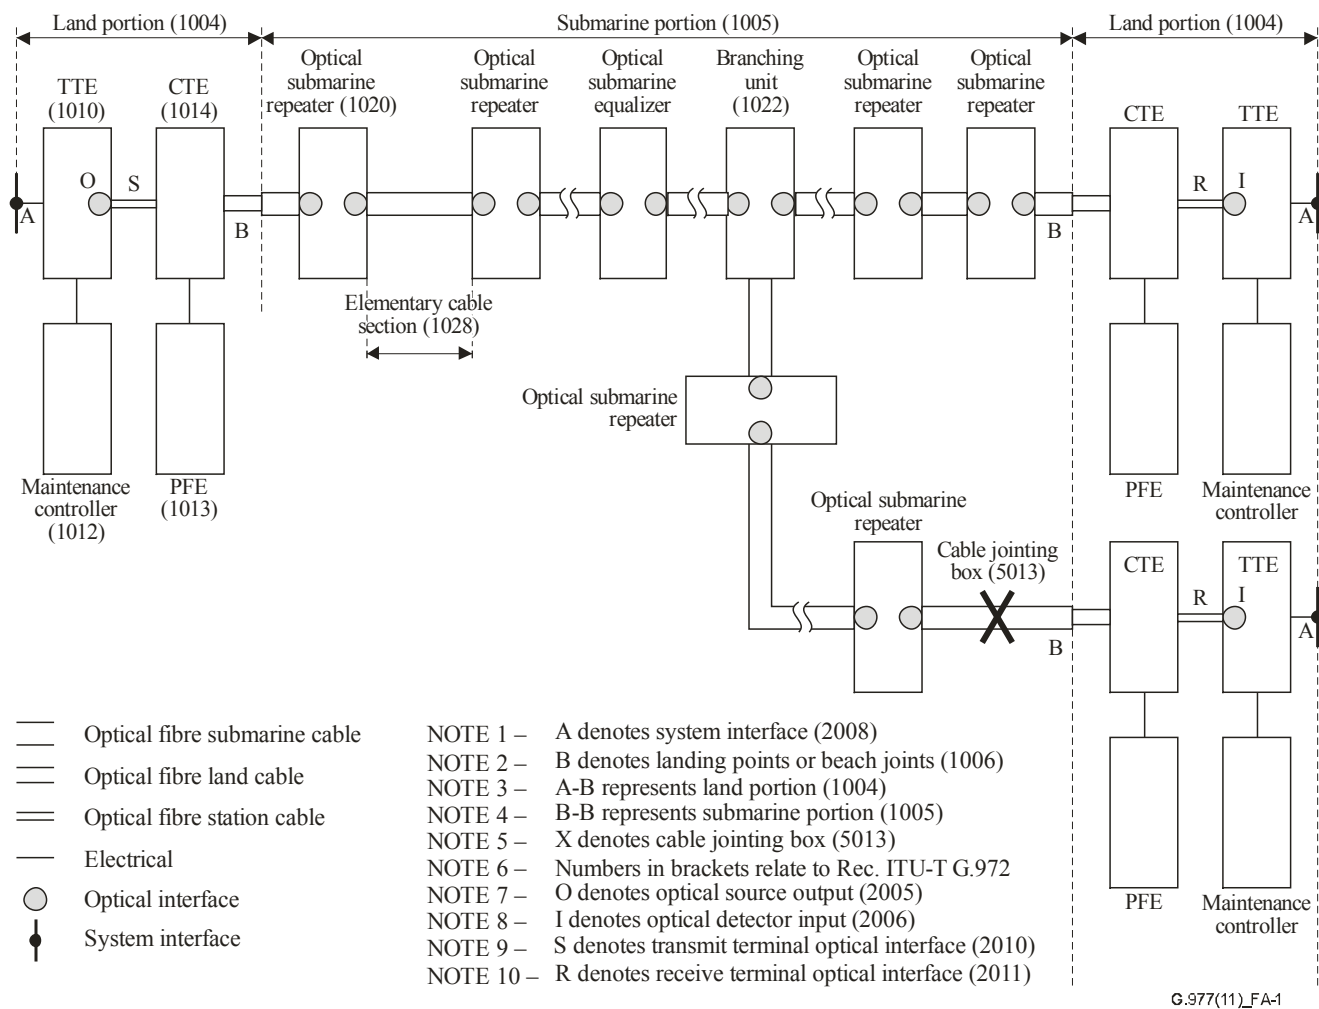 Land portion (1004)
Submarine portion (1005)
Land portion (1004)
Optical
submarine
repeater (1020)
Optical
submarine
repeater
Optical
submarine
equalizer
Branching
unit
(1022)
Optical
submarine
repeater
Optical
submarine
repeater
TTE
(1010)
CTE
(1014)
CTE
TTE
O
S
R
I
A
B
B
A
Elementary cable
section (1028)
Optical submarine
repeater
Maintenance
controller
(1012)
PFE
(1013)
PFE
Maintenance
controller
Optical submarine
repeater
Cable jointing
box (5013)
CTE
TTE
R
I
A
B
Optical fibre submarine cable
Optical fibre land cable
Optical fibre station cable
Electrical
Optical interface
System interface
NOTE 1 – A denotes system interface (2008)
NOTE 2 – B denotes landing points or beach joints (1006)
NOTE 3 – A-B represents land portion (1004)
NOTE 4 – B-B represents submarine portion (1005)
NOTE 5 – X denotes cable jointing box (5013)
NOTE 6 – Numbers in brackets relate to Rec. ITU-T G.972
NOTE 7 – O denotes optical source output (2005)
NOTE 8 – I denotes optical detector input (2006)
NOTE 9 – S denotes transmit terminal optical interface (2010)
NOTE 10 – R denotes receive terminal optical interface (2011)
PFE
Maintenance
controller
G.977(11)_FA-1